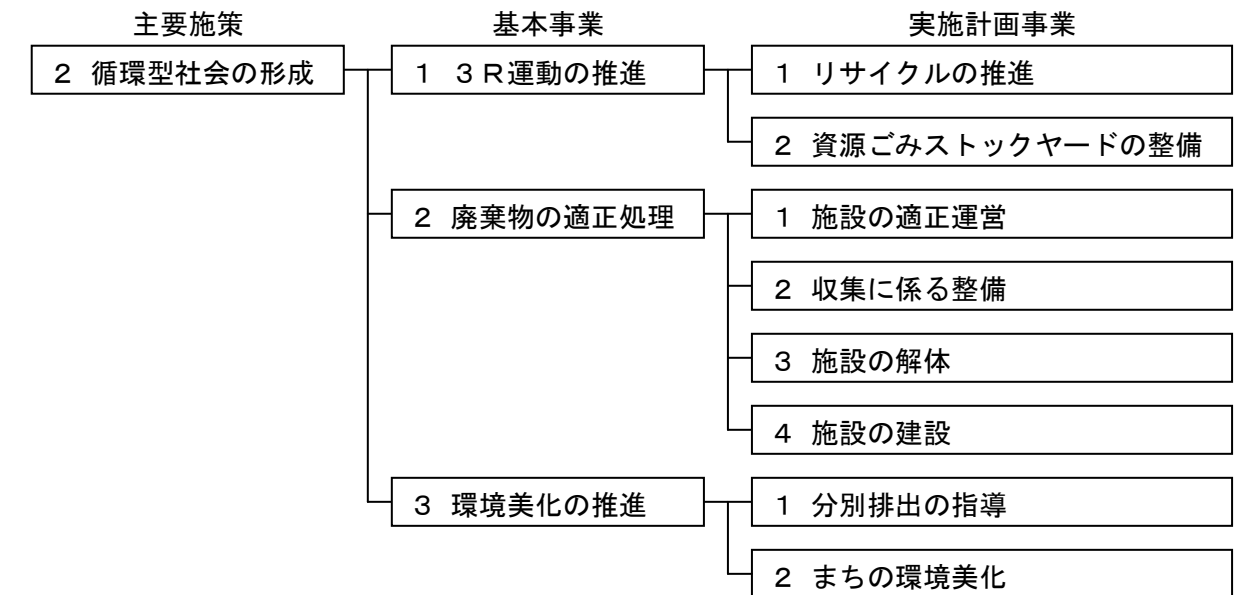 主要施策 基本事業 実施計画事業
2 循環型社会の形成 1 3R運動の推進 1 リサイクルの推進
2 資源ごみストックヤードの整備
2 廃棄物の適正処理 1 施設の適正運営
2 収集に係る整備
3 施設の解体
4 施設の建設
3 環境美化の推進 1 分別排出の指導
2 まちの環境美化